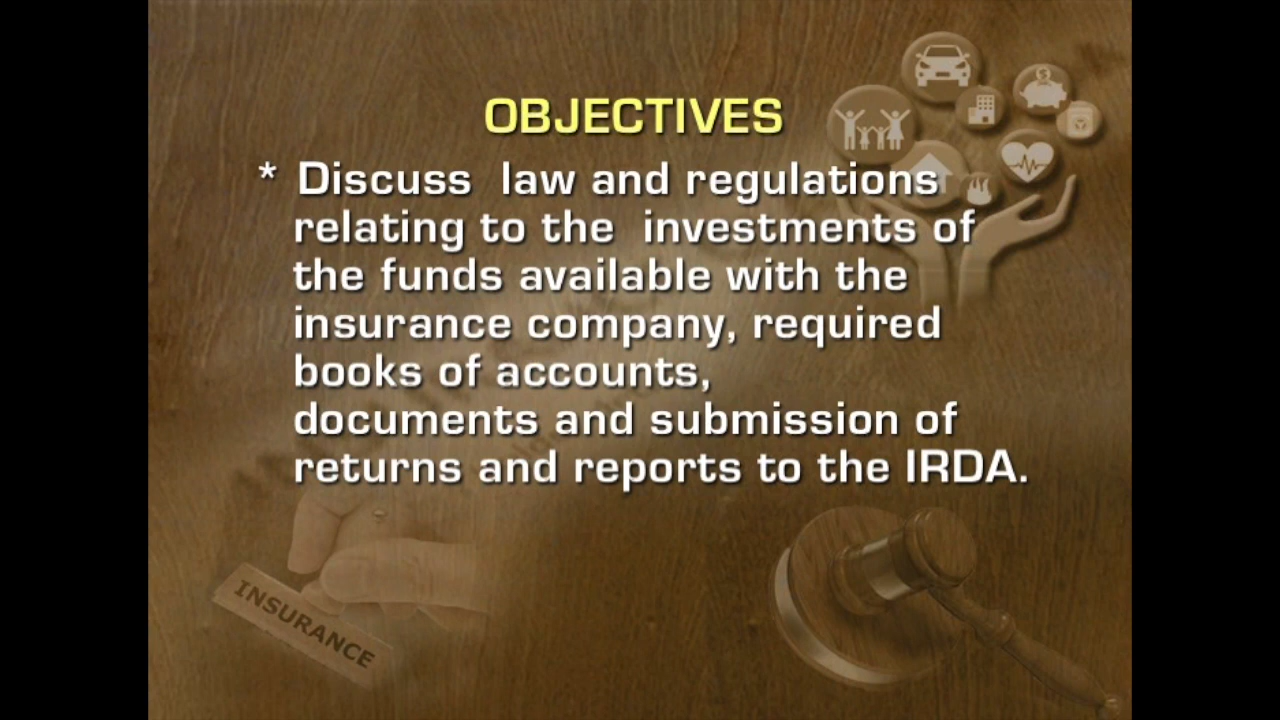 OBJECTIVES
* Discuss law and regulations
relating to the investments of
the funds available with the
insurance company, required
books of accounts,
documents and submission of
returns and reports to the IRDA.
INSURANCE